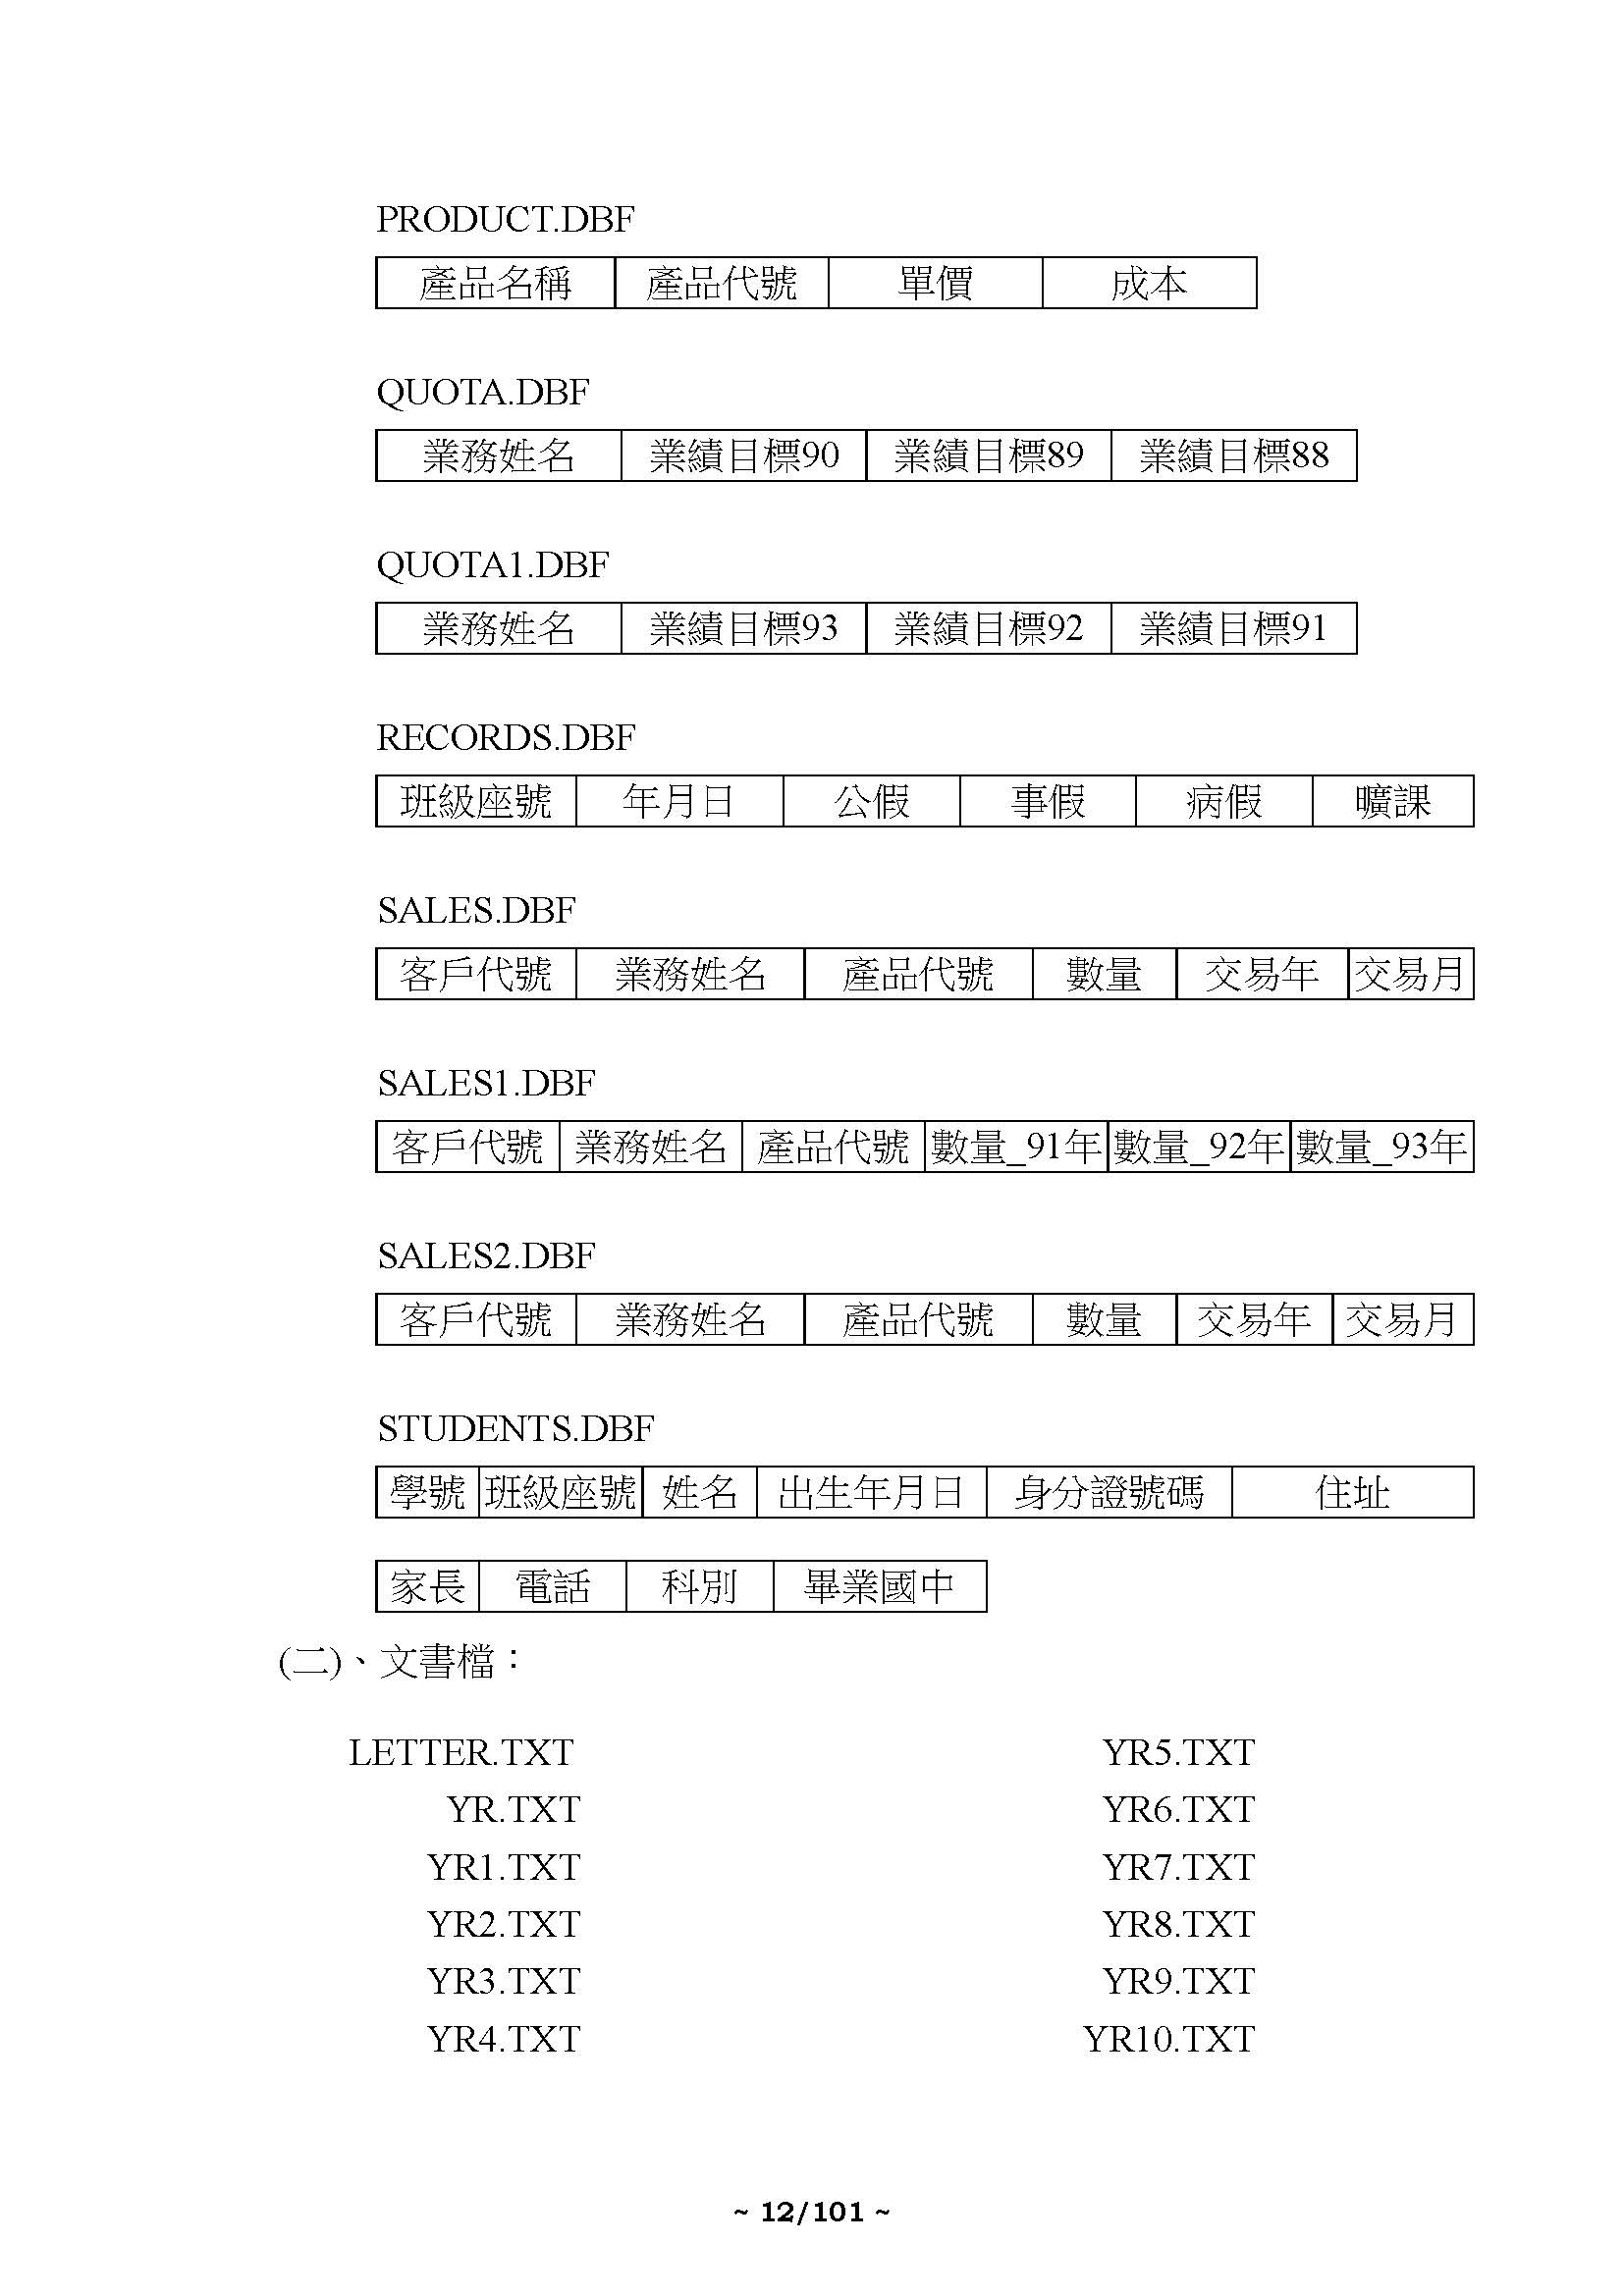 PRODUCT.DBF
產品名稱 產品代號 單價 成本
QUOTA.DBF
業務姓名 業績目標90 業績目標89 業績目標88
QUOTA1.DBF
業務姓名 業績目標93 業績目標92 業績目標91
RECORDS.DBF
班級座號 年月日 公假 事假 病假 曠課
SALES.DBF
客戶代號 業務姓名 產品代號 數量 交易年 交易月
SALES1.DBF
客戶代號 業務姓名 產品代號 數量_91年 數量_92年 數量_93年
SALES2.DBF
客戶代號 業務姓名 產品代號 數量 交易年 交易月
STUDENTS.DBF
學號 班級座號 姓名 出生年月日 身分證號碼 住址
家長 電話 科別 畢業國中
(二)、文書檔：
LETTER.TXT YR5.TXT
YR.TXT YR6.TXT
YR1.TXT YR7.TXT
YR2.TXT YR8.TXT
YR3.TXT YR9.TXT
YR4.TXT YR10.TXT
~ 12/101 ~